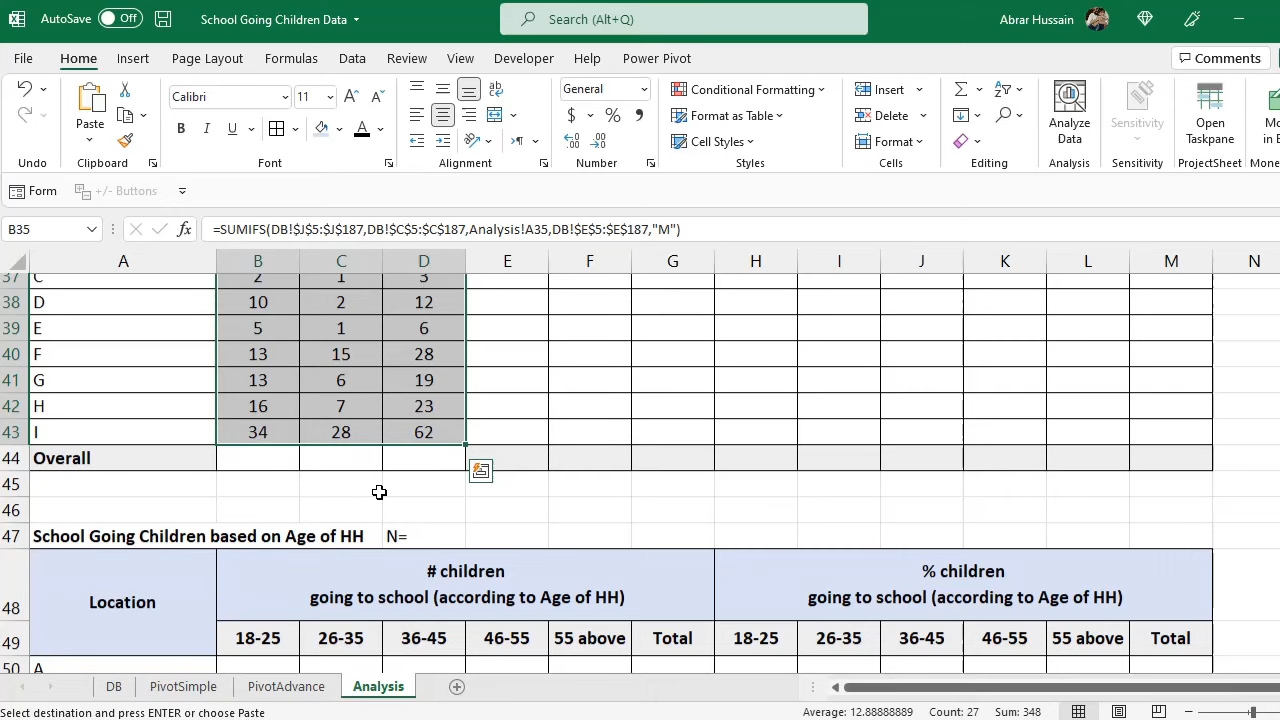 AutoSave Off School Going Children Data Search (Alt+Q) Abrar Hussain
File Home Insert Page Layout Formulas Data Review View Developer Help Power Pivot Comments
Calibri 11 General Conditional Formatting Insert
Paste Format as Table Delete Analyze Data Sensitivity Open Taskpane
B I U $ % Cell Styles Format
Undo Clipboard Font Alignment Number Styles Cells Editing Analysis Sensitivity ProjectSheet
Form +/- Buttons
B35 fx =SUMIFS(DB!$J$5:$J$187,DB!$C$5:$C$187,Analysis!A35,DB!$E$5:$E$187,"M")
A B C D E F G H I J K L M N
37 C 2 1 3
38 D 10 2 12
39 E 5 1 6
40 F 13 15 28
41 G 13 6 19
42 H 16 7 23
43 I 34 28 62
44 Overall
45
46
47 School Going Children based on Age of HH N=
# children % children
48 Location going to school (according to Age of HH) going to school (according to Age of HH)
49 18-25 26-35 36-45 46-55 55 above Total 18-25 26-35 36-45 46-55 55 above Total
50 A
DB PivotSimple PivotAdvance Analysis
Select destination and press ENTER or choose Paste Average: 12.88888889 Count: 27 Sum: 348